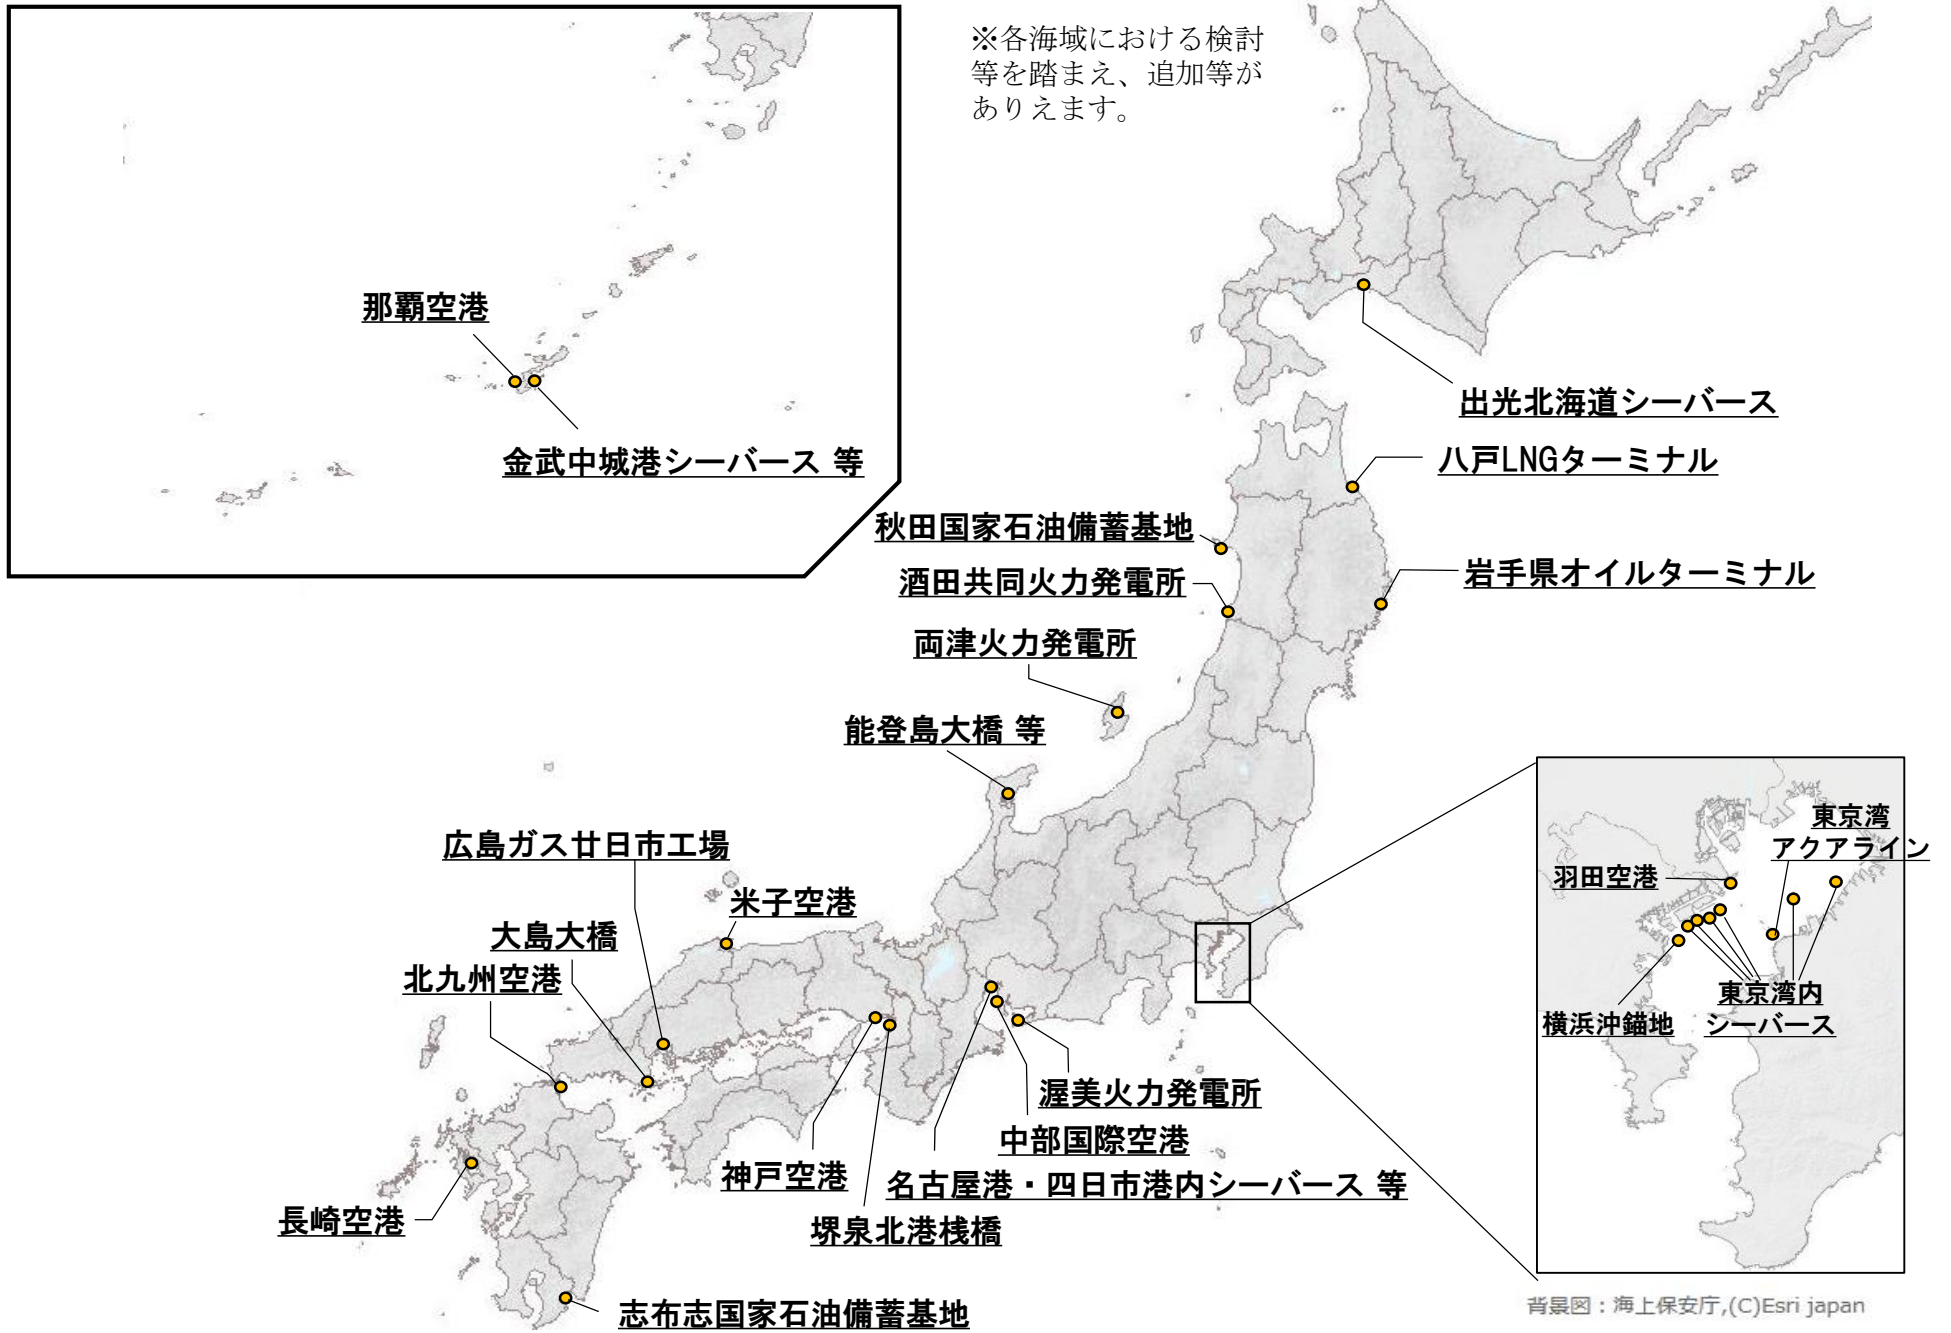 ※各海域における検討
等を踏まえ、追加等が
ありえます。
那覇空港
金武中城港シーバース 等
出光北海道シーバース
八戸LNGターミナル
秋田国家石油備蓄基地
酒田共同火力発電所
岩手県オイルターミナル
両津火力発電所
能登島大橋 等
広島ガス廿日市工場
米子空港
大島大橋
北九州空港
東京湾
アクアライン
羽田空港
東京湾内
シーバース
横浜沖錨地
渥美火力発電所
中部国際空港
神戸空港
名古屋港・四日市港内シーバース 等
長崎空港
堺泉北港桟橋
志布志国家石油備蓄基地
背景図：海上保安庁,(C)Esri japan